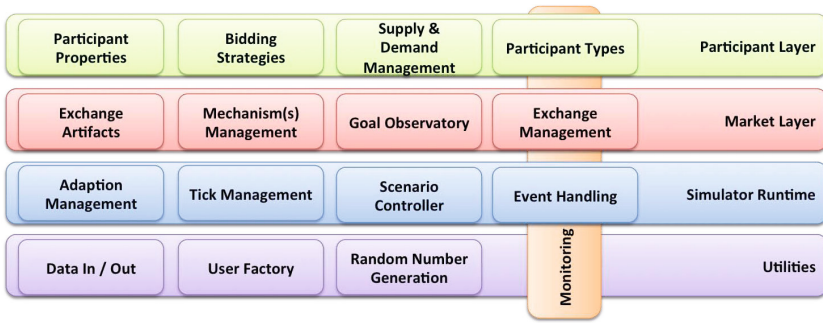 Participant
Properties
Bidding
Strategies
Supply &
Demand
Management
Participant Types
Participant Layer
Exchange
Artifacts
Mechanism(s)
Management
Goal Observatory
Exchange
Management
Market Layer
Adaption
Management
Tick Management
Scenario
Controller
Event Handling
Simulator Runtime
Data In / Out
User Factory
Random Number
Generation
Monitoring
Utilities